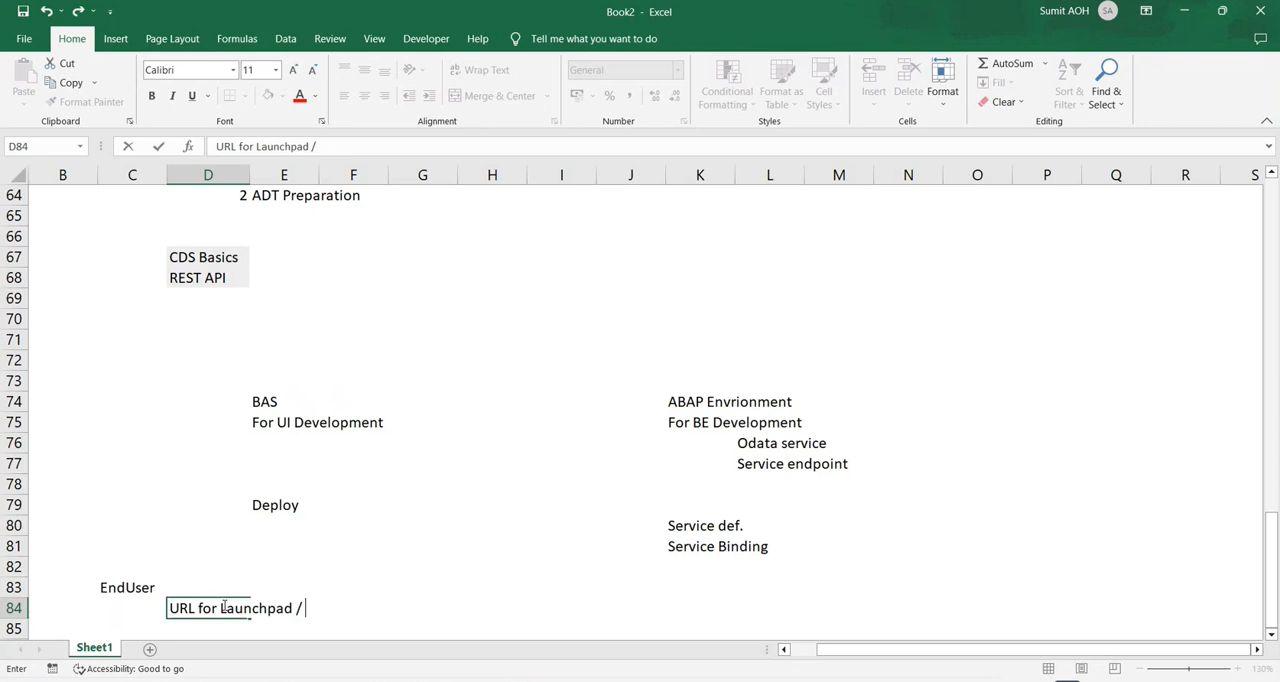 Book2 - Excel
Sumit AOH
SA
File
Home
Insert
Page Layout
Formulas
Data
Review
View
Developer
Help
Tell me what you want to do
Paste
Cut
Copy
Format Painter
Clipboard
Calibri
11
A
A
B
I
U
A
Font
Wrap Text
Merge & Center
Alignment
General
%
Number
Conditional
Formatting
Format as
Table
Cell
Styles
Styles
Insert
Delete
Format
Cells
AutoSum
Fill
Clear
Sort &
Filter
Find &
Select
Editing
D84
fx
URL for Launchpad /
B C D E F G H I J K L M N O P Q R S
64 2 ADT Preparation
65
66
67 CDS Basics
68 REST API
69
70
71
72
73
74 BAS ABAP Envrionment
75 For UI Development For BE Development
76 Odata service
77 Service endpoint
78
79 Deploy
80 Service def.
81 Service Binding
82
83 EndUser
84 URL for Launchpad /
85
Sheet1
Enter
Accessibility: Good to go
130%